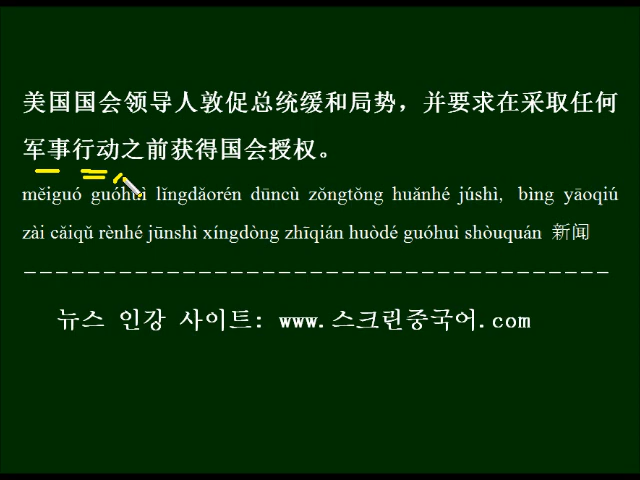 美国国会领导人敦促总统缓和局势，并要求在采取任何
军事行动之前获得国会授权。
měiguó guóhuì lǐngdǎorén dūncù zǒngtǒng huǎnhé júshì, bìng yāoqiú
zài cǎiqǔ rènhé jūnshì xíngdòng zhīqián huòdé guóhuì shòuquán 新闻
뉴스 인강 사이트: www.스크린중국어.com